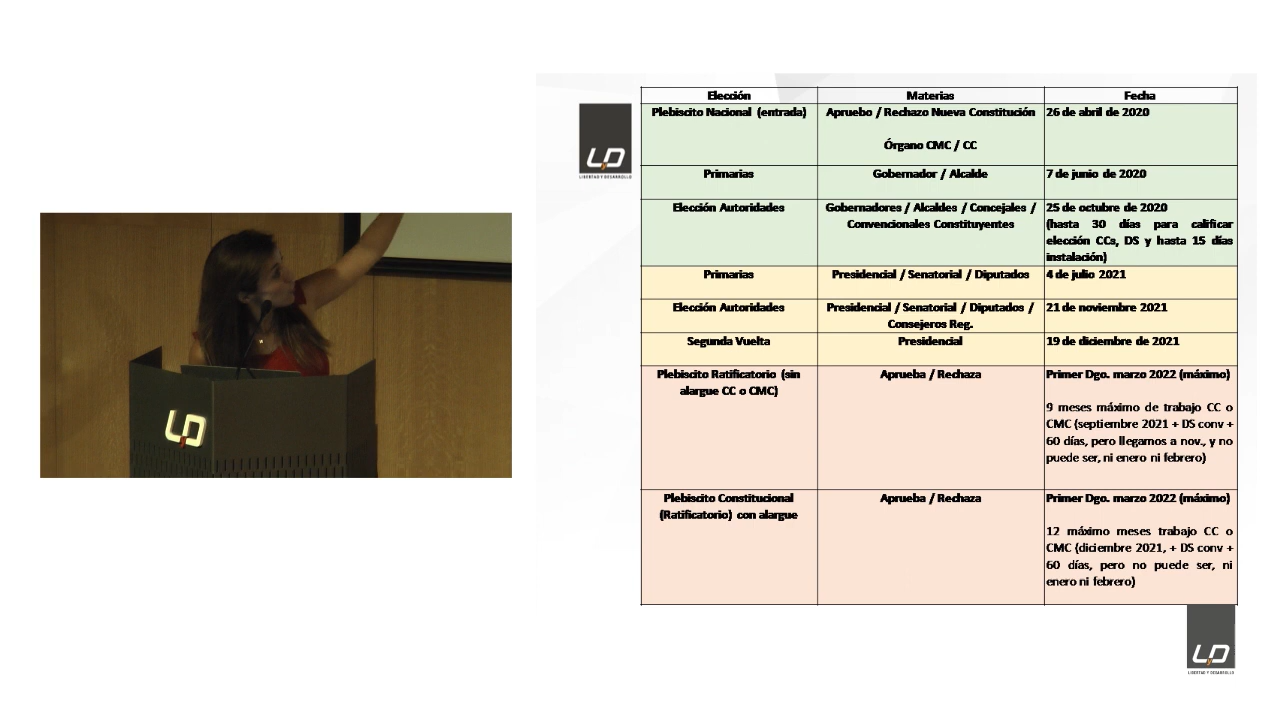 LD
LIBERTAD Y DESARROLLO
LD
Elección Materias Fecha
Plebiscito Nacional (entrada) Apruebo / Rechazo Nueva Constitución 26 de abril de 2020
Órgano CMC / CC
Primarias Gobernador / Alcalde 7 de junio de 2020
Elección Autoridades Gobernadores / Alcaldes / Concejales / 25 de octubre de 2020
Convencionales Constituyentes (hasta 30 días para calificar
elección CCs, DS y hasta 15 días
instalación)
Primarias Presidencial / Senatorial / Diputados 4 de julio 2021
Elección Autoridades Presidencial / Senatorial / Diputados / 21 de noviembre 2021
Consejeros Reg.
Segunda Vuelta Presidencial 19 de diciembre de 2021
Plebiscito Ratificatorio (sin Aprueba / Rechaza Primer Dgo. marzo 2022 (máximo)
alargue CC o CMC)
9 meses máximo de trabajo CC o
CMC (septiembre 2021 + DS conv +
60 días, pero llegamos a nov., y no
puede ser, ni enero ni febrero)
Plebiscito Constitucional Aprueba / Rechaza Primer Dgo. marzo 2022 (máximo)
(Ratificatorio) con alargue
12 máximo meses trabajo CC o
CMC (diciembre 2021, + DS conv +
60 días, pero no puede ser, ni
enero ni febrero)
LD
LIBERTAD Y DESARROLLO